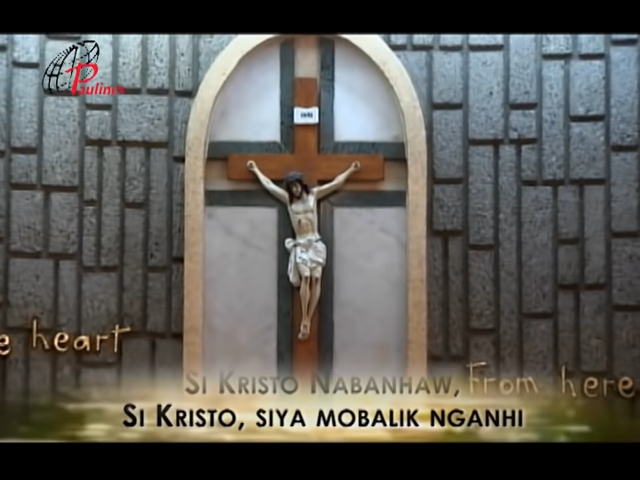 Paulines
e heart
From here
SI KRISTO NABANHAW,
SI KRISTO, SIYA MOBALIK NGANHI